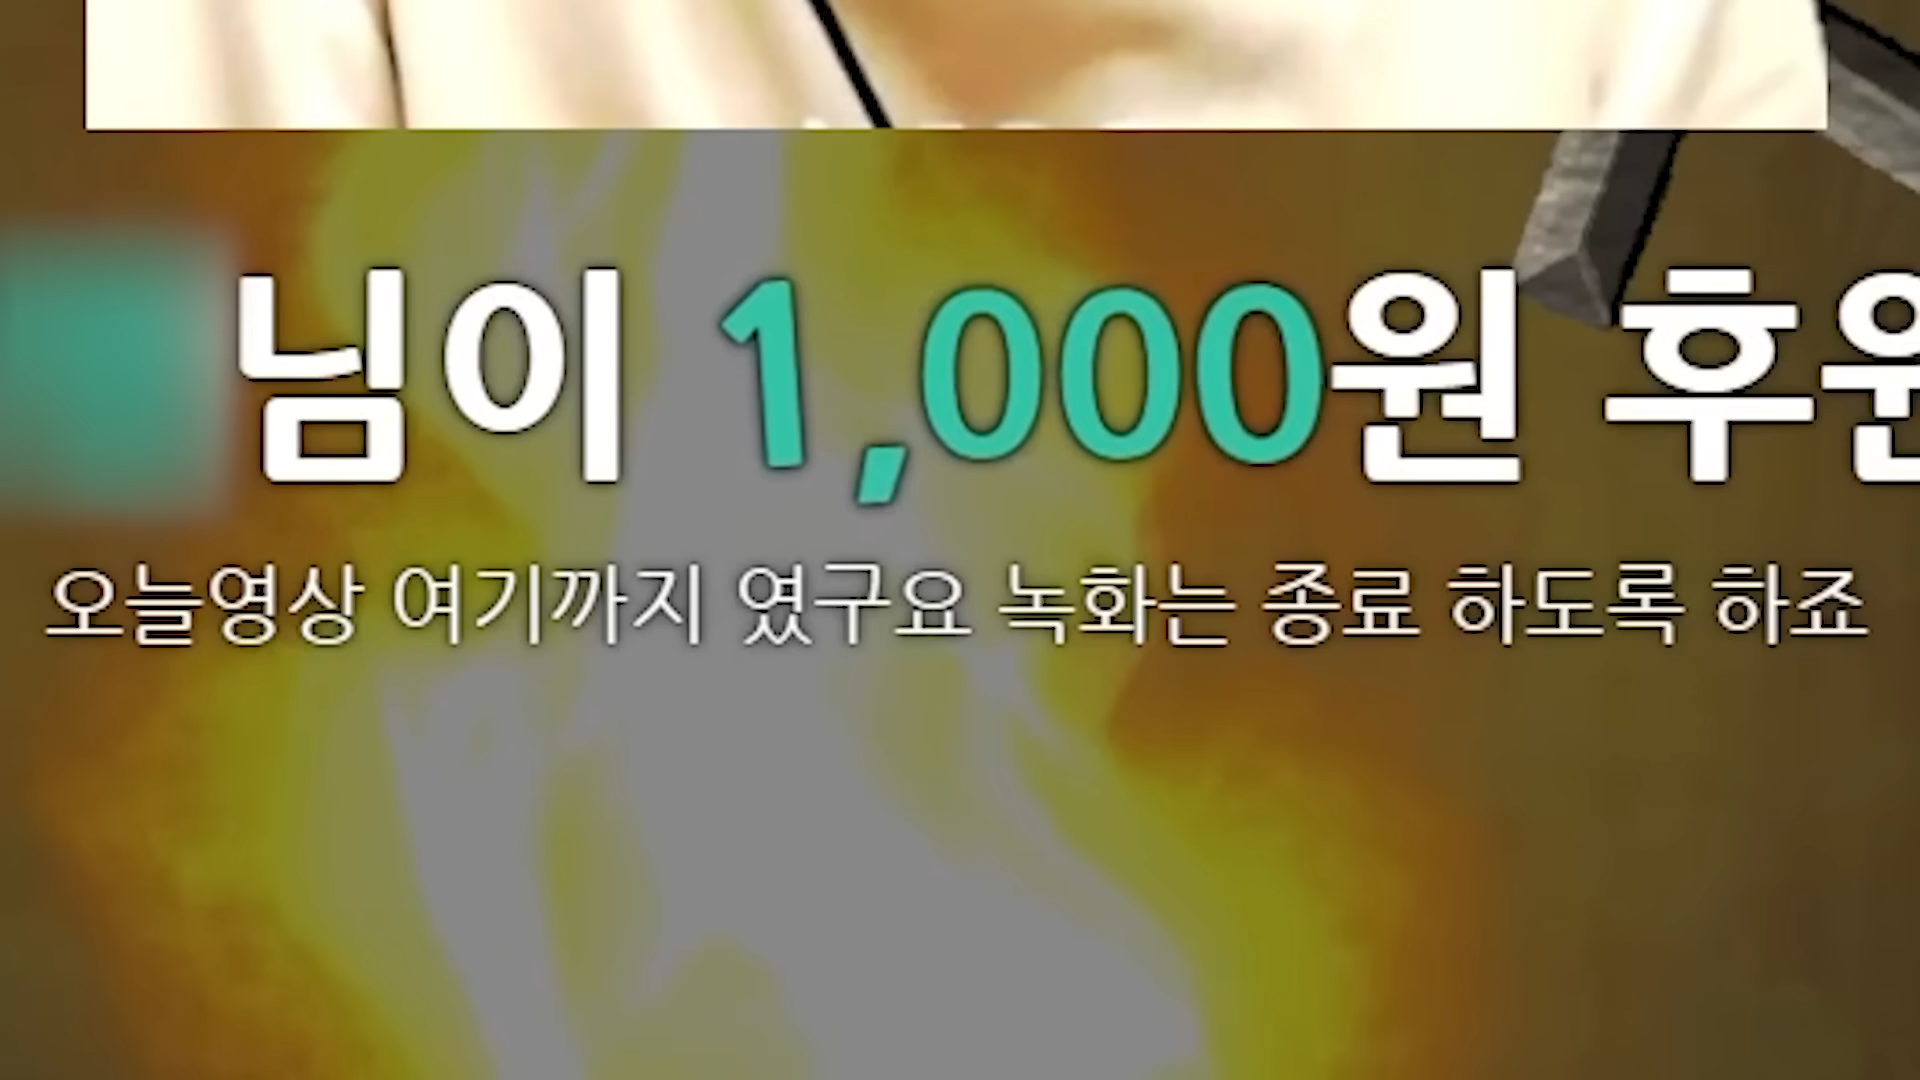 님이 1,000원 후원
오늘영상 여기까지 였구요 녹화는 종료 하도록 하죠